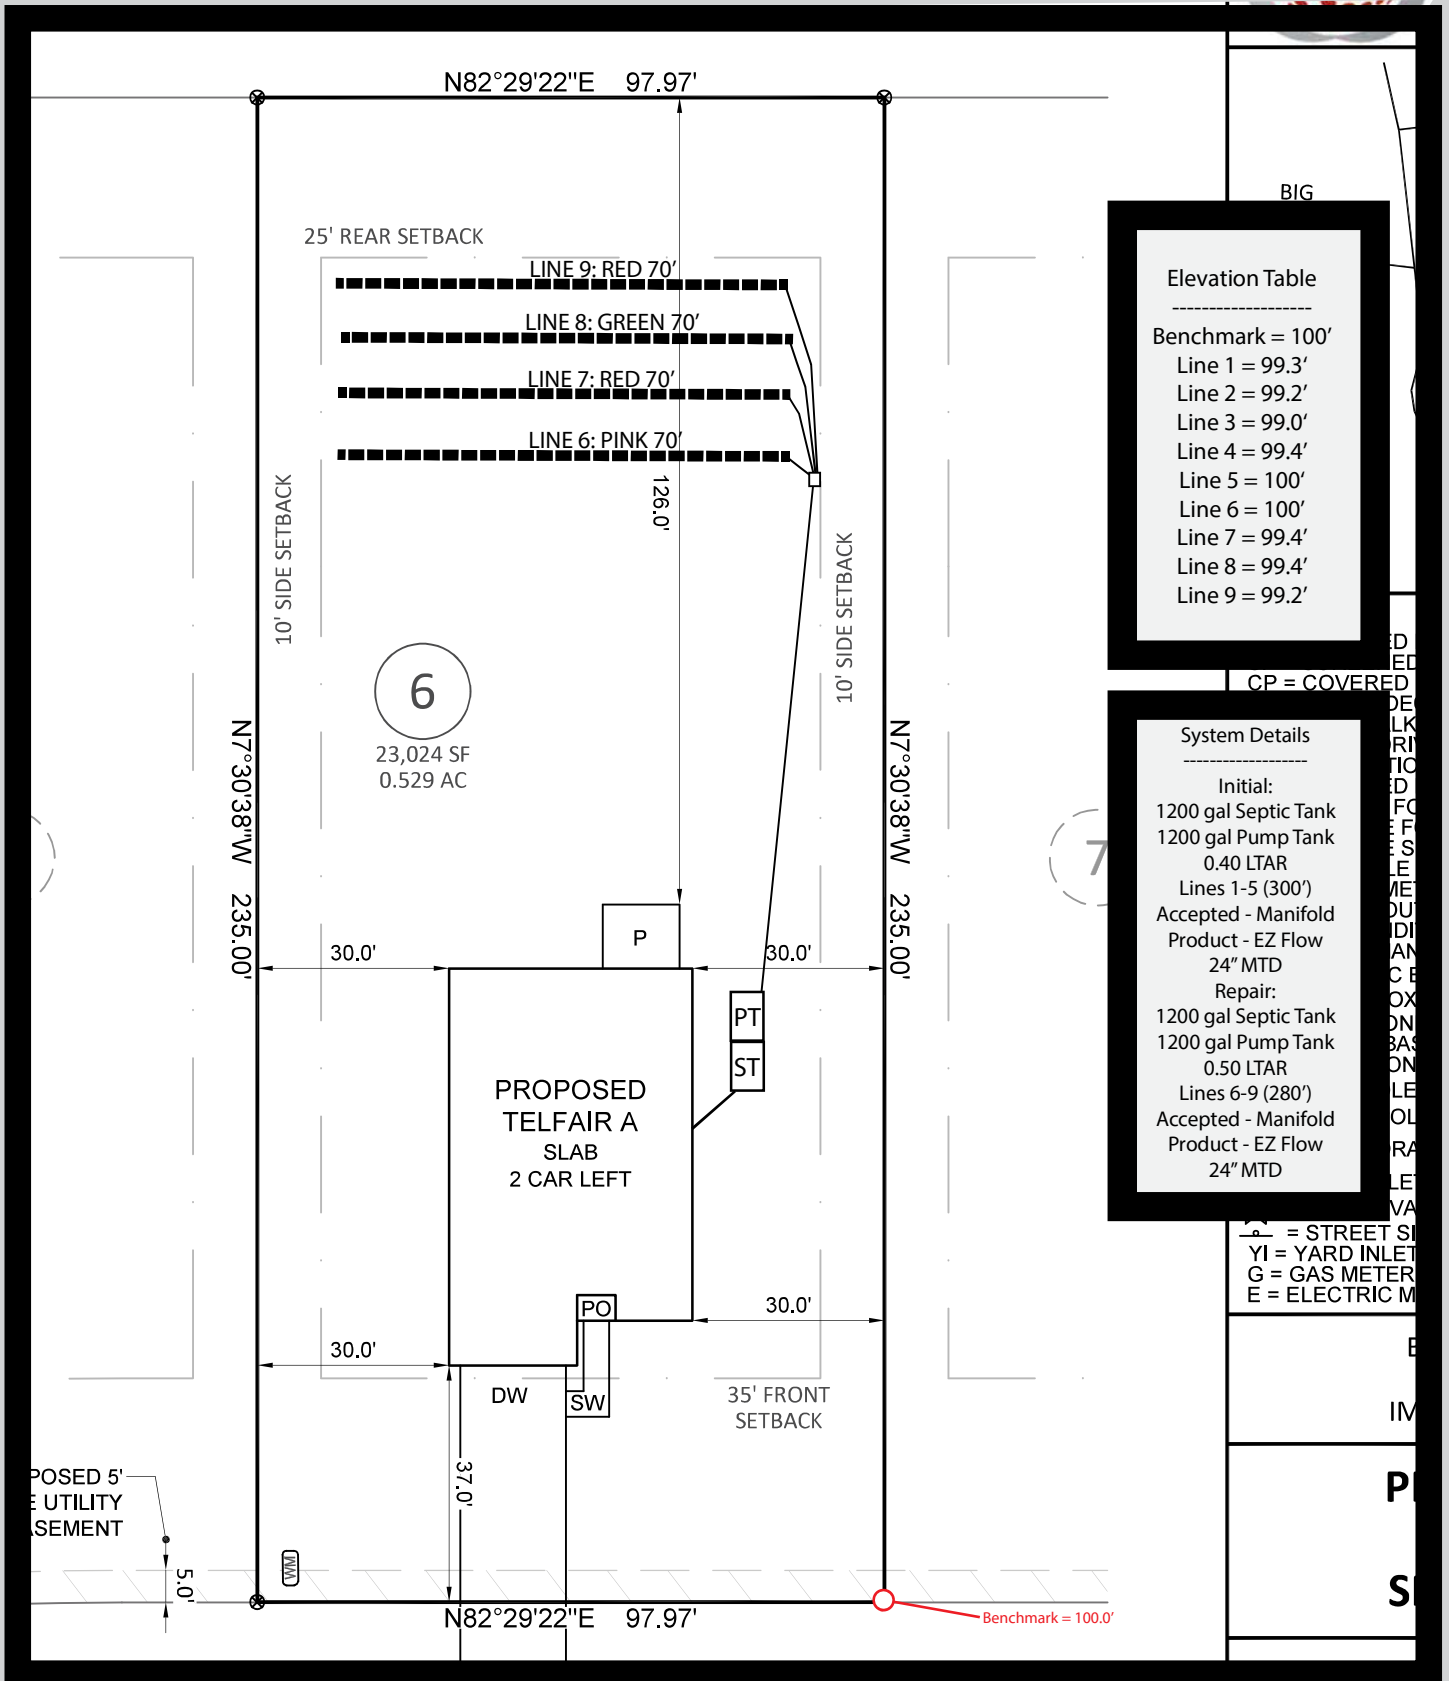 N82°29'22"E 97.97'
BIG
25' REAR SETBACK
LINE 9: RED 70'
LINE 8: GREEN 70'
LINE 7: RED 70'
LINE 6: PINK 70'
126.0'
10' SIDE SETBACK
10' SIDE SETBACK
6
23,024 SF
0.529 AC
N7°30'38"W 235.00'
N7°30'38"W 235.00'
7
P
30.0'
30.0'
PT
ST
PROPOSED
TELFAIR A
SLAB
2 CAR LEFT
PO
30.0'
30.0'
DW
SW
35' FRONT
SETBACK
37.0'
POSED 5'
E UTILITY
ASEMENT
5.0'
WM
N82°29'22"E 97.97'
Benchmark = 100.0'
Elevation Table
-------------------
Benchmark = 100'
Line 1 = 99.3'
Line 2 = 99.2'
Line 3 = 99.0'
Line 4 = 99.4'
Line 5 = 100'
Line 6 = 100'
Line 7 = 99.4'
Line 8 = 99.4'
Line 9 = 99.2'
CP = COVERED
System Details
-------------------
Initial:
1200 gal Septic Tank
1200 gal Pump Tank
0.40 LTAR
Lines 1-5 (300')
Accepted - Manifold
Product - EZ Flow
24" MTD
Repair:
1200 gal Septic Tank
1200 gal Pump Tank
0.50 LTAR
Lines 6-9 (280')
Accepted - Manifold
Product - EZ Flow
24" MTD
= STREET SI
YI = YARD INLET
G = GAS METER
E = ELECTRIC M